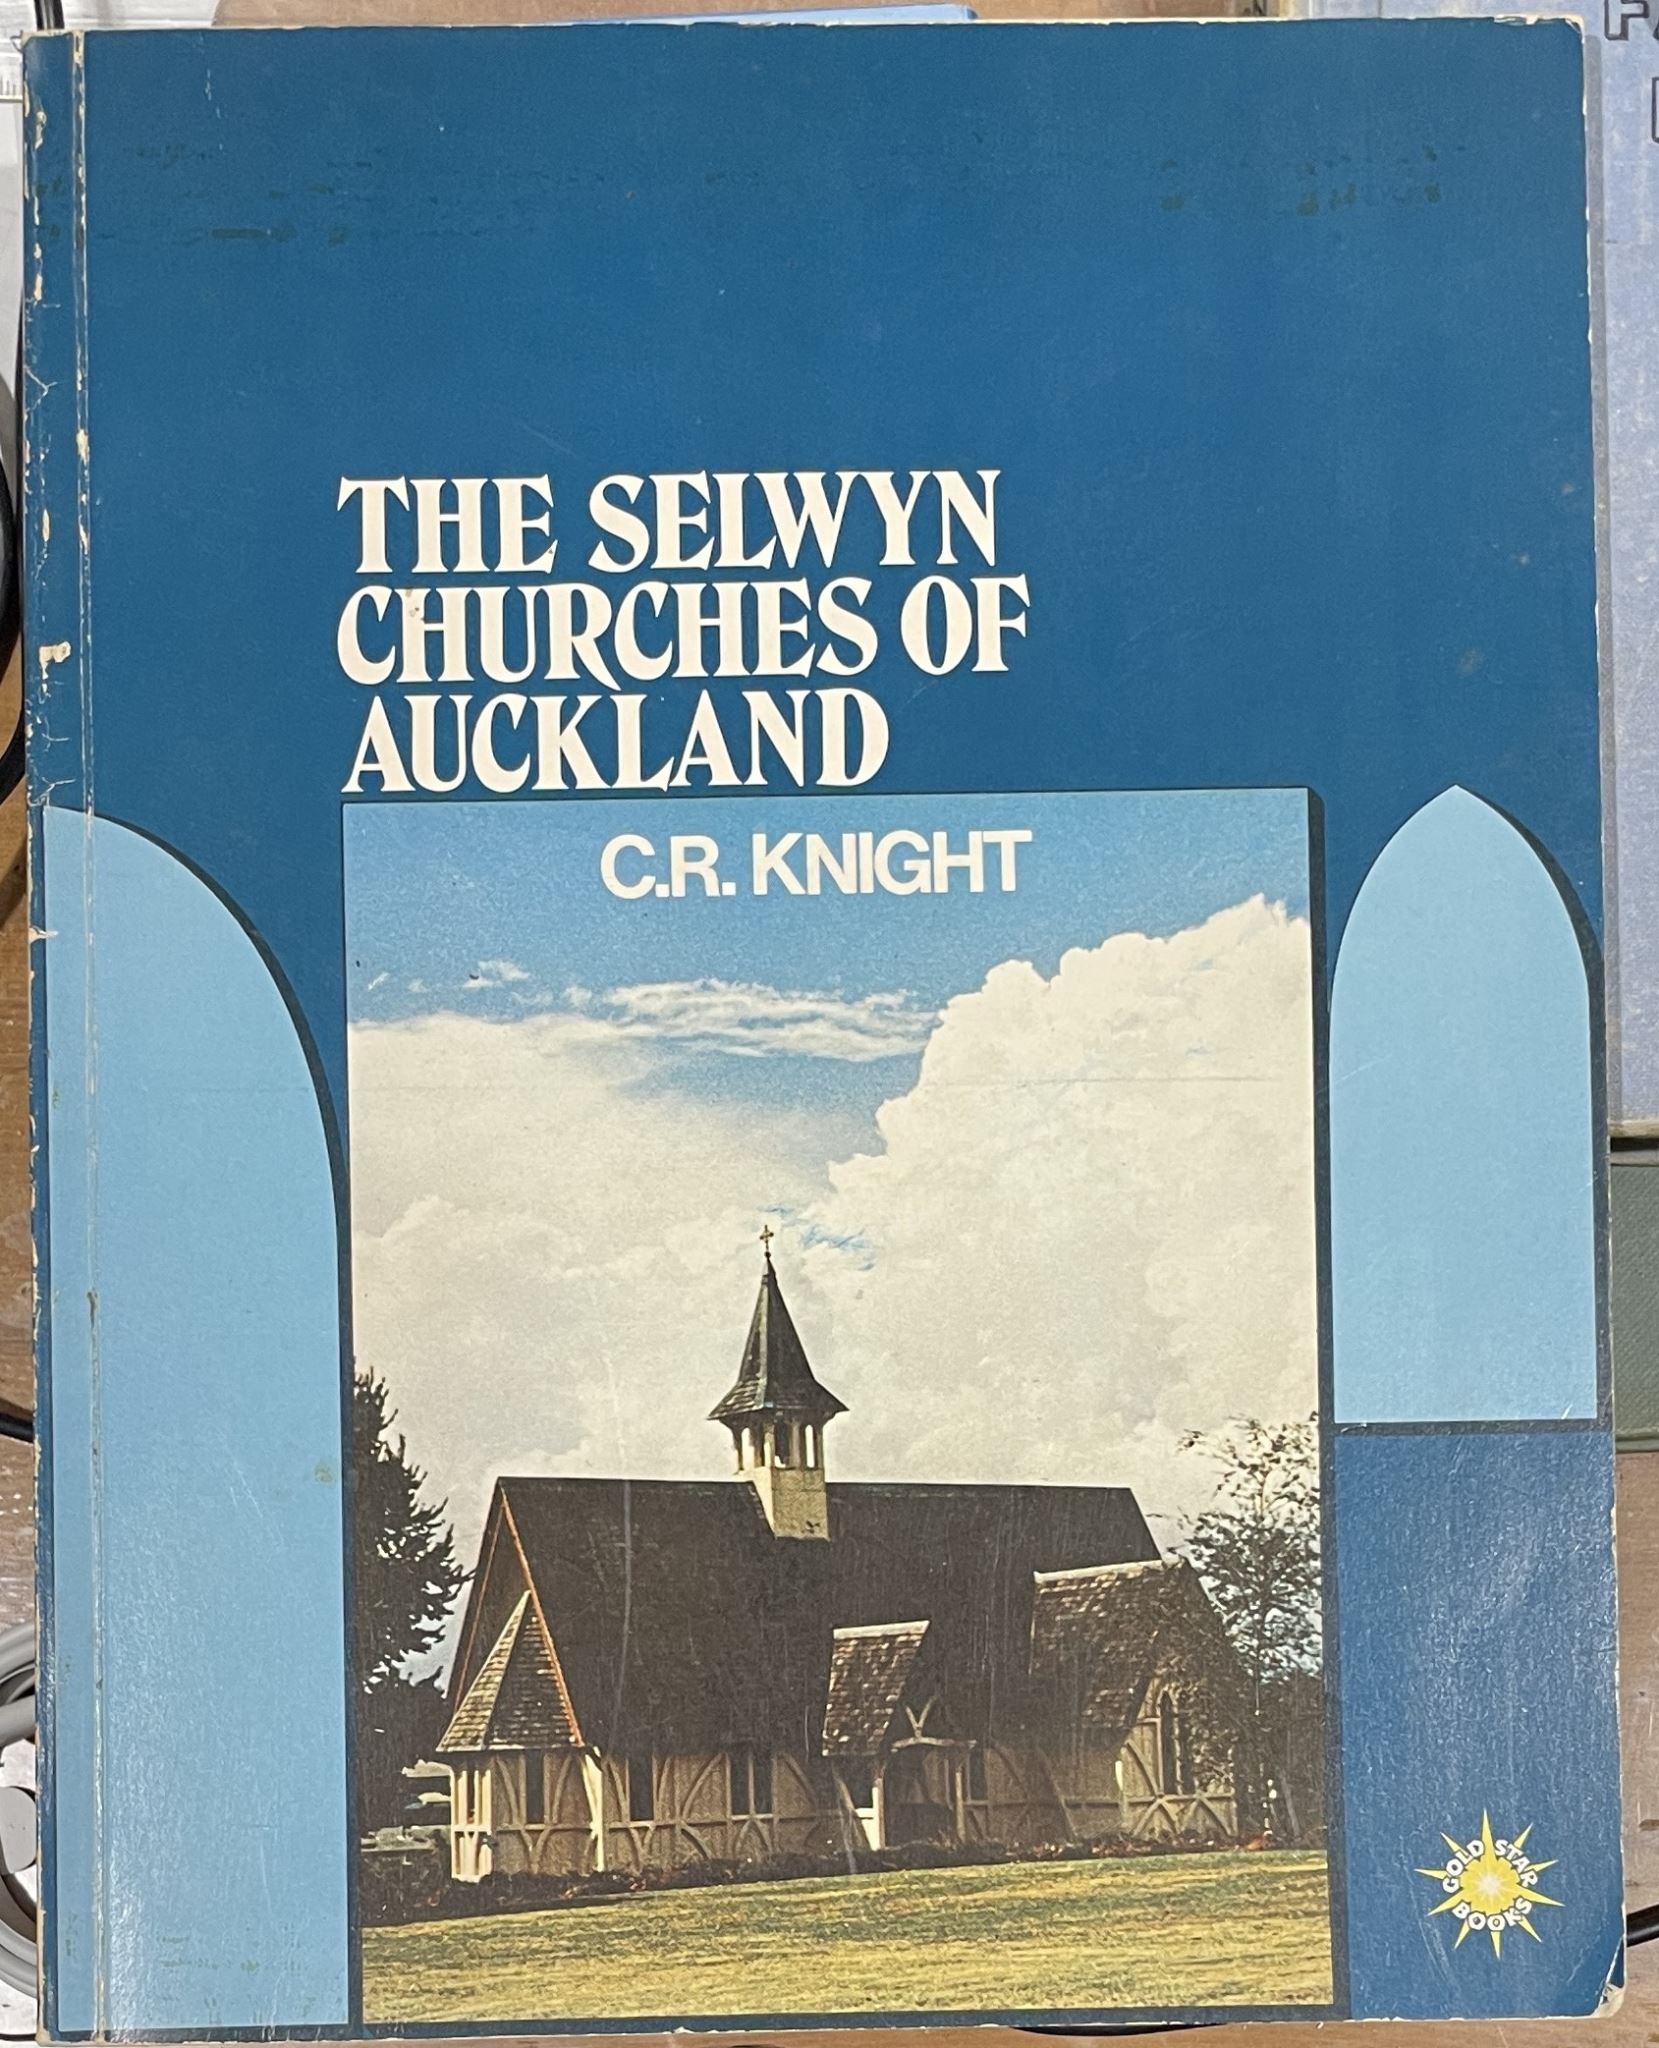 THE SELWYN
CHURCHES OF
AUCKLAND
C.R. KNIGHT
GOLD STAR
BOOKS